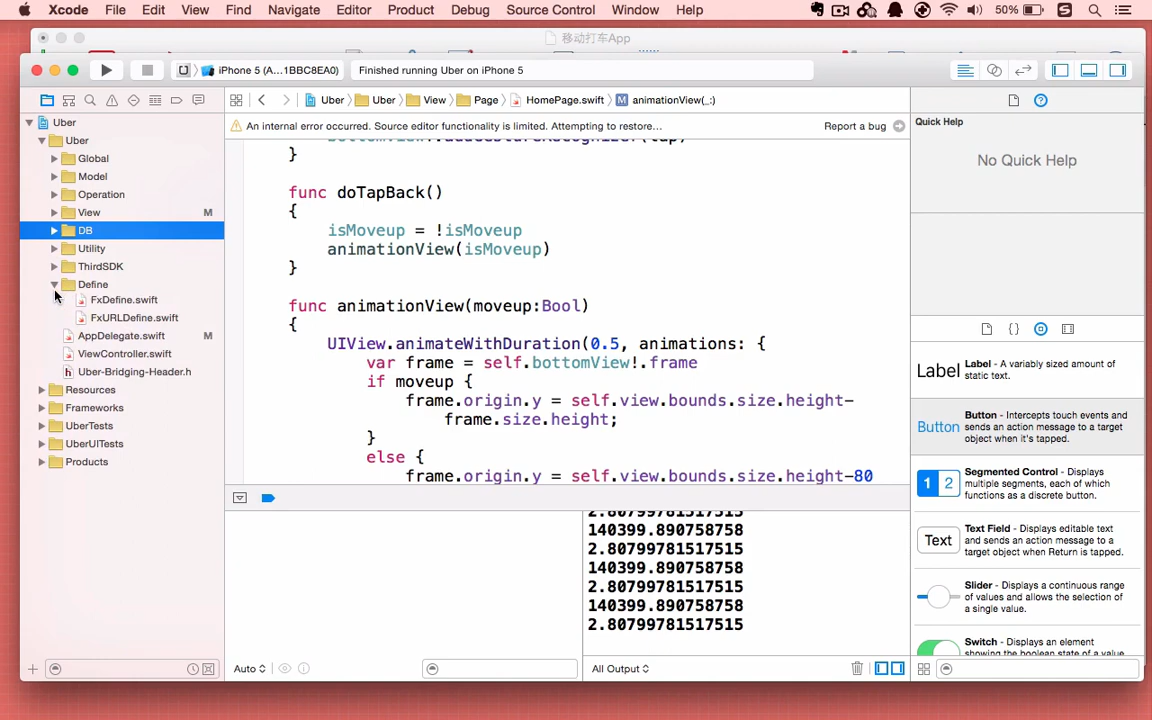 Xcode File Edit View Find Navigate Editor Product Debug Source Control Window Help 50%
移动打车App
iPhone 5 (A...1BBC8EA0) Finished running Uber on iPhone 5
Uber Uber View Page HomePage.swift M animationView(_:)
An internal error occurred. Source editor functionality is limited. Attempting to restore… Report a bug
Uber
Uber
Global
Model
Operation
View M
DB
Utility
ThirdSDK
Define
FxDefine.swift
FxURLDefine.swift
AppDelegate.swift M
ViewController.swift
Uber-Bridging-Header.h
Resources
Frameworks
UberTests
UberUITests
Products
}
func doTapBack()
{
isMoveup = !isMoveup
animationView(isMoveup)
}
func animationView(moveup:Bool)
{
UIView.animateWithDuration(0.5, animations: {
var frame = self.bottomView!.frame
if moveup {
frame.origin.y = self.view.bounds.size.height-
frame.size.height;
}
else {
frame.origin.y = self.view.bounds.size.height-80
2.80799781517515
140399.890758758
2.80799781517515
140399.890758758
2.80799781517515
140399.890758758
2.80799781517515
Auto
All Output
Quick Help
No Quick Help
Label
Label - A variably sized amount of
static text.
Button
Button - Intercepts touch events and
sends an action message to a target
object when it's tapped.
1 2
Segmented Control - Displays
multiple segments, each of which
functions as a discrete button.
Text
Text Field - Displays editable text
and sends an action message to a
target object when Return is tapped.
Slider - Displays a continuous range
of values and allows the selection of
a single value.
Switch - Displays an element
showing the boolean state of a value